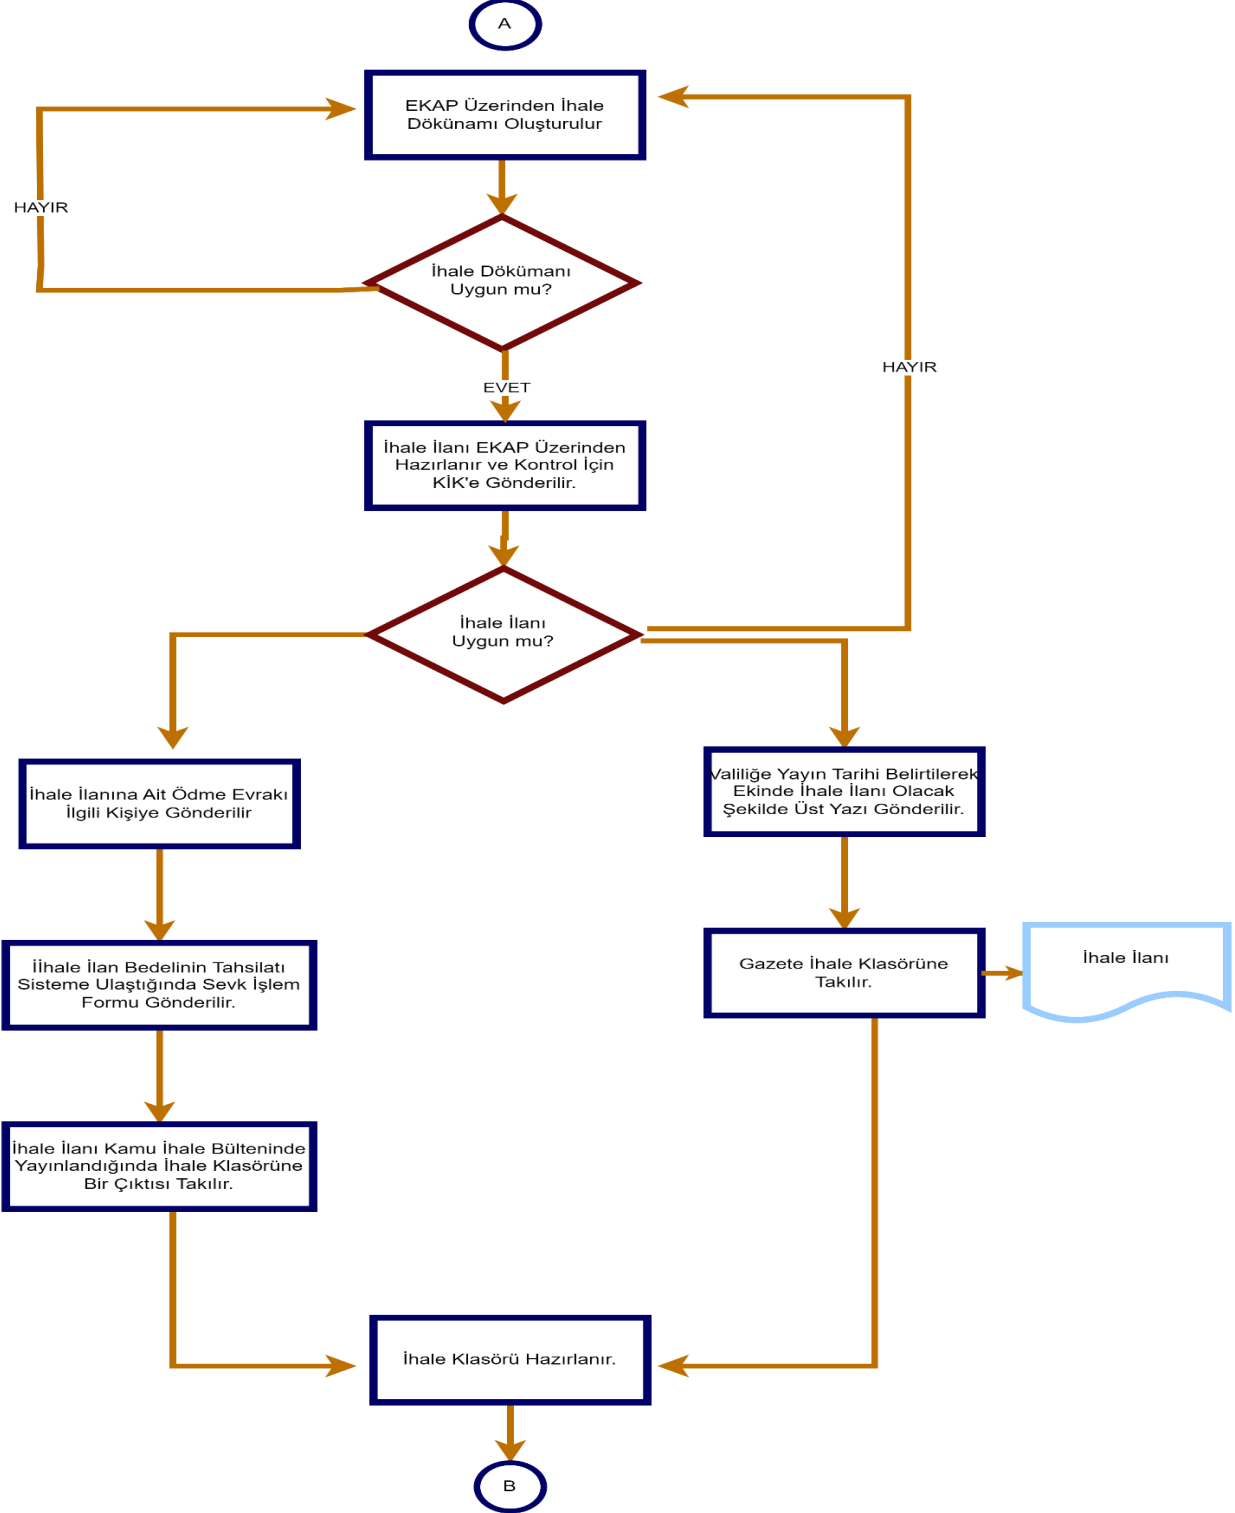 A
EKAP Üzerinden İhale
Dökünamı Oluşturulur
HAYIR
İhale Dökümanı
Uygun mu?
HAYIR
EVET
İhale İlanı EKAP Üzerinden
Hazırlanır ve Kontrol İçin
KİK'e Gönderilir.
İhale İlanı
Uygun mu?
İhale İlanına Ait Ödme Evrakı
İlgili Kişiye Gönderilir
Valiliğe Yayın Tarihi Belirtilerek
Ekinde İhale İlanı Olacak
Şekilde Üst Yazı Gönderilir.
İİhale İlan Bedelinin Tahsilatı
Sisteme Ulaştığında Sevk İşlem
Formu Gönderilir.
Gazete İhale Klasörüne
Takılır.
İhale İlanı
İhale İlanı Kamu İhale Bülteninde
Yayınlandığında İhale Klasörüne
Bir Çıktısı Takılır.
İhale Klasörü Hazırlanır.
B